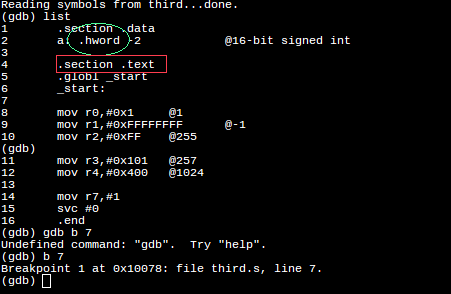 Reading symbols from third...done.
(gdb) list
1 .section .data
2 a: .hword -2 @16-bit signed int
3
4 .section .text
5 .globl _start
6 _start:
7
8 mov r0,#0x1 @1
9 mov r1,#0xFFFFFFFF @-1
10 mov r2,#0xFF @255
(gdb)
11 mov r3,#0x101 @257
12 mov r4,#0x400 @1024
13
14 mov r7,#1
15 svc #0
16 .end
(gdb) gdb b 7
Undefined command: "gdb". Try "help".
(gdb) b 7
Breakpoint 1 at 0x10078: file third.s, line 7.
(gdb)